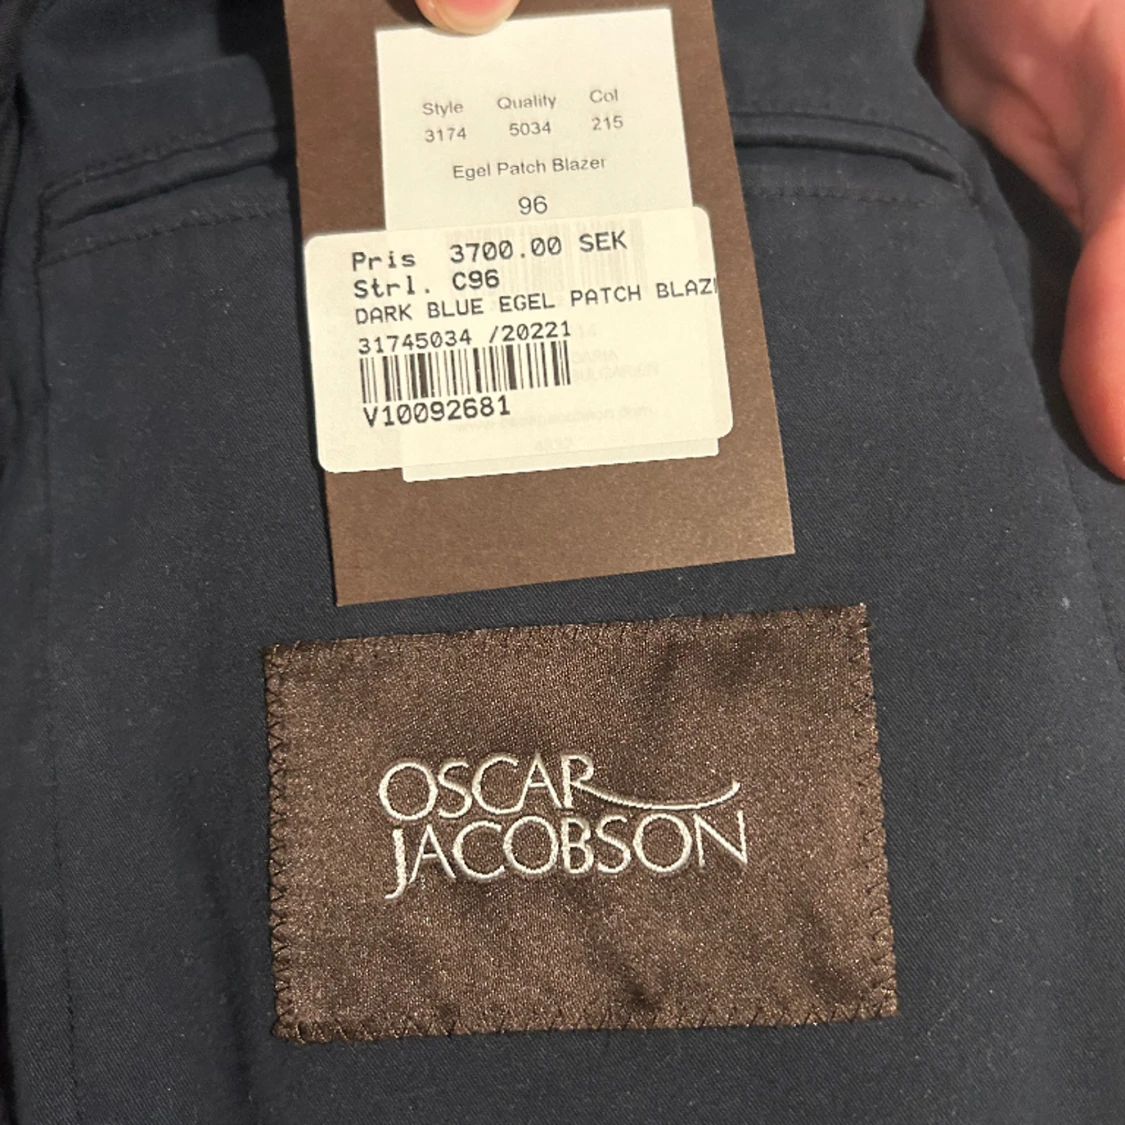 Style Quality Col
3174 5034 215
Egel Patch Blazer
96
Pris 3700.00 SEK
Strl. C96
DARK BLUE EGEL PATCH BLAZ
31745034 /20221
V10092681
OSCAR
JACOBSON